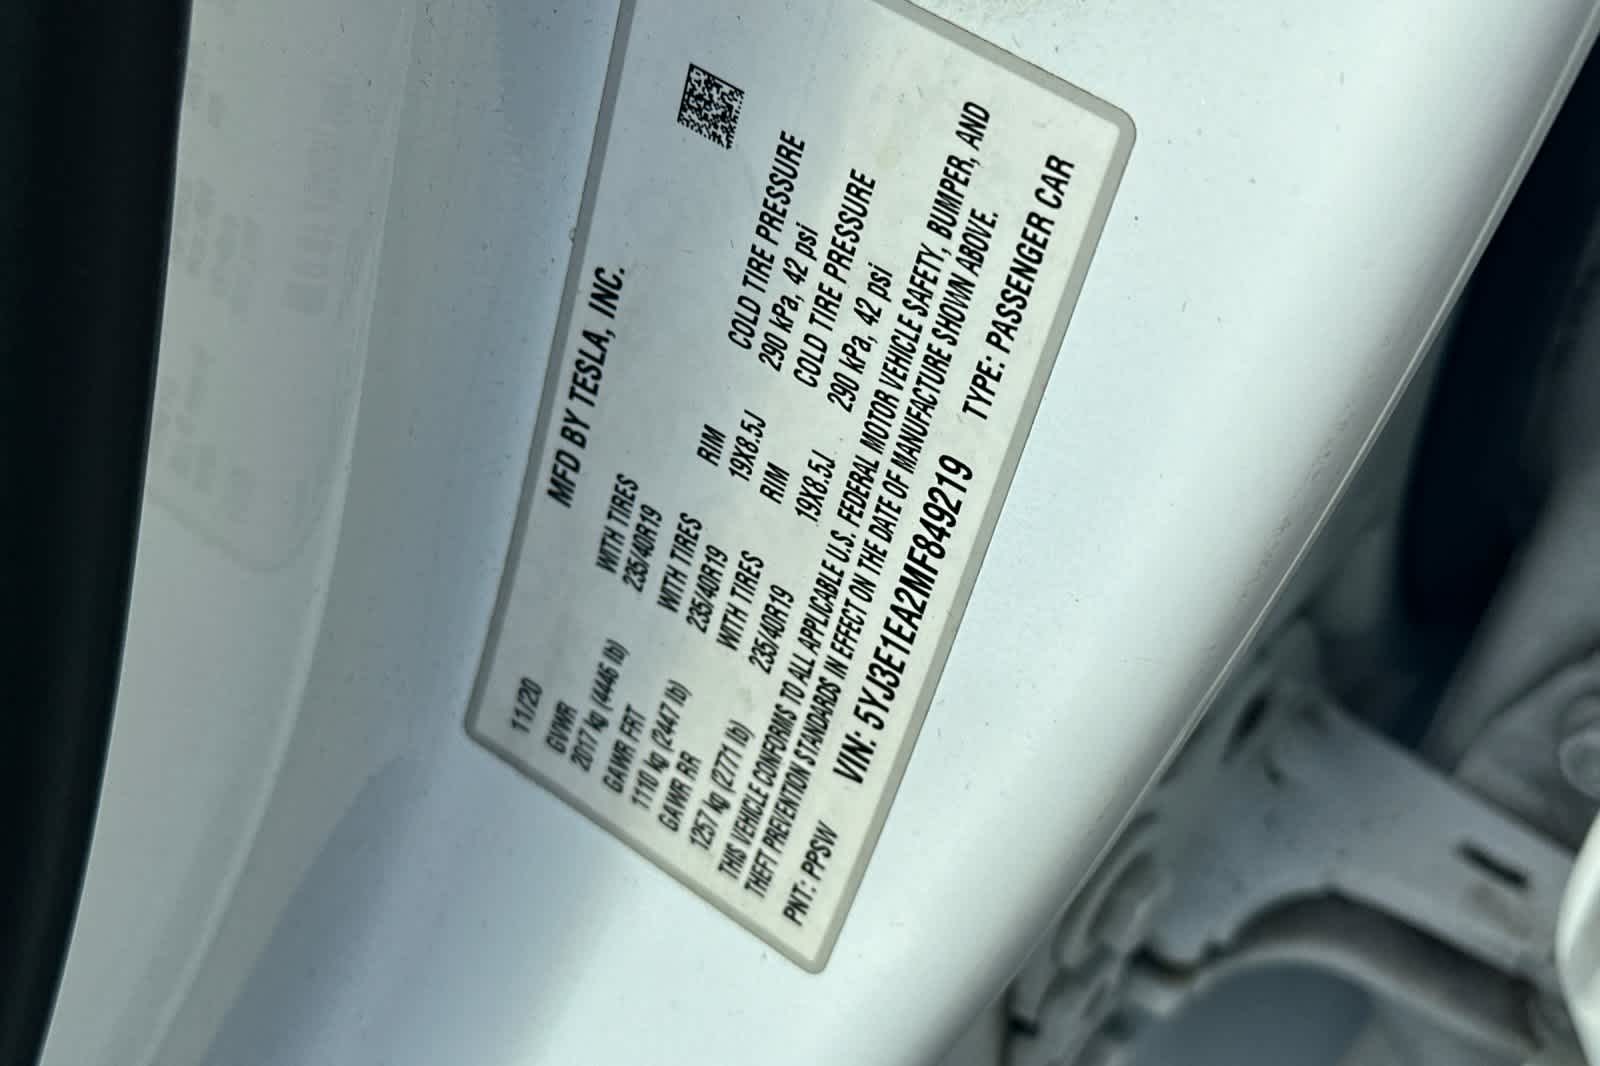 MFD BY TESLA, INC.
11/20
GVWR WITH TIRES RIM COLD TIRE PRESSURE
2017 kg (4446 lb) 235/40R19 19X8.5J 290 kPa, 42 psi
GAWR FRT WITH TIRES RIM COLD TIRE PRESSURE
1110 kg (2447 lb) 235/40R19 19X8.5J 290 kPa, 42 psi
GAWR RR WITH TIRES
1257 kg (2771 lb) 235/40R19
THIS VEHICLE CONFORMS TO ALL APPLICABLE U.S. FEDERAL MOTOR VEHICLE SAFETY, BUMPER, AND
THEFT PREVENTION STANDARDS IN EFFECT ON THE DATE OF MANUFACTURE SHOWN ABOVE.
PNT: PPSW VIN: 5YJ3E1EA2MF849219 TYPE: PASSENGER CAR